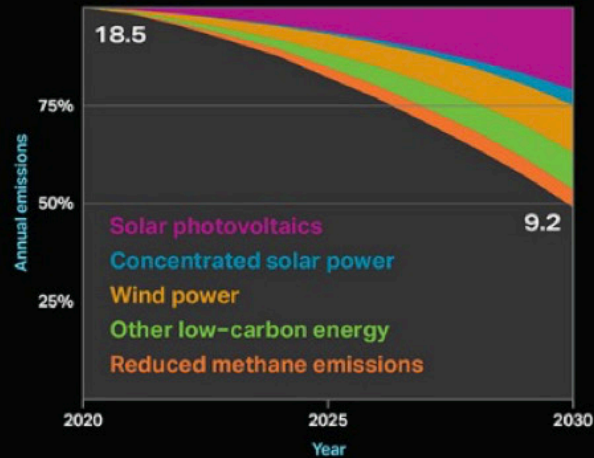 18.5
75%
50%
9.2
Annual emissions
Solar photovoltaics
Concentrated solar power
Wind power
25%
Other low-carbon energy
Reduced methane emissions
2020
2025
2030
Year